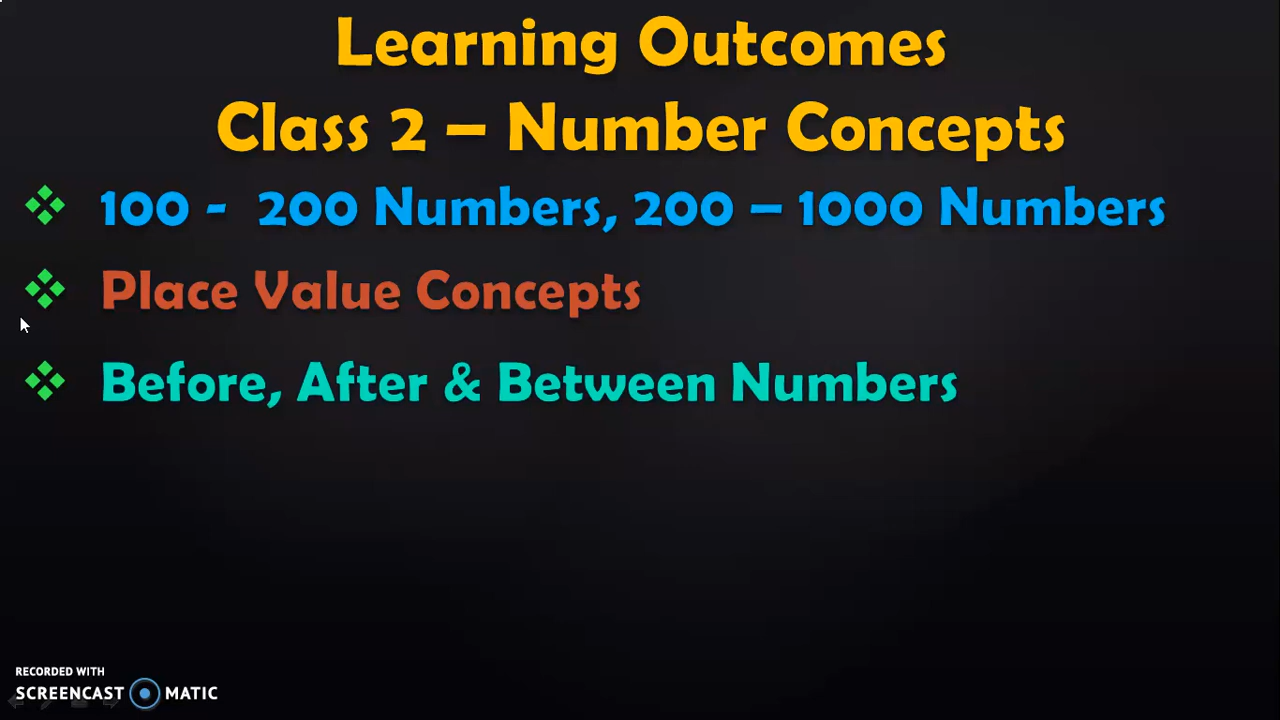 Learning Outcomes
Class 2 – Number Concepts
100 - 200 Numbers, 200 – 1000 Numbers
Place Value Concepts
Before, After & Between Numbers
RECORDED WITH
SCREENCAST MATIC